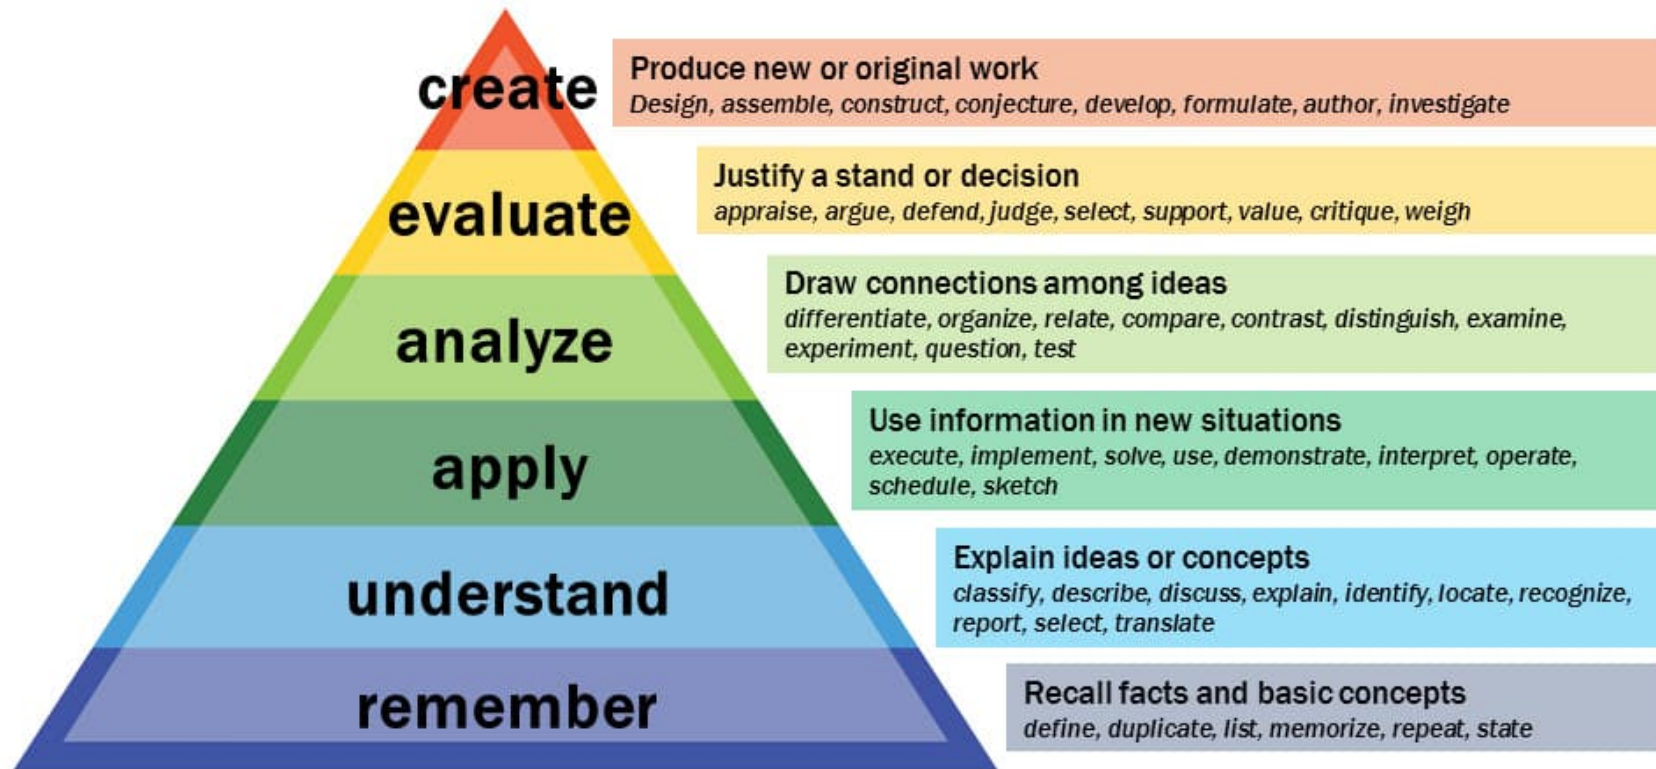 create
Produce new or original work
Design, assemble, construct, conjecture, develop, formulate, author, investigate
evaluate
Justify a stand or decision
appraise, argue, defend, judge, select, support, value, critique, weigh
analyze
Draw connections among ideas
differentiate, organize, relate, compare, contrast, distinguish, examine,
experiment, question, test
apply
Use information in new situations
execute, implement, solve, use, demonstrate, interpret, operate,
schedule, sketch
understand
Explain ideas or concepts
classify, describe, discuss, explain, identify, locate, recognize,
report, select, translate
remember
Recall facts and basic concepts
define, duplicate, list, memorize, repeat, state